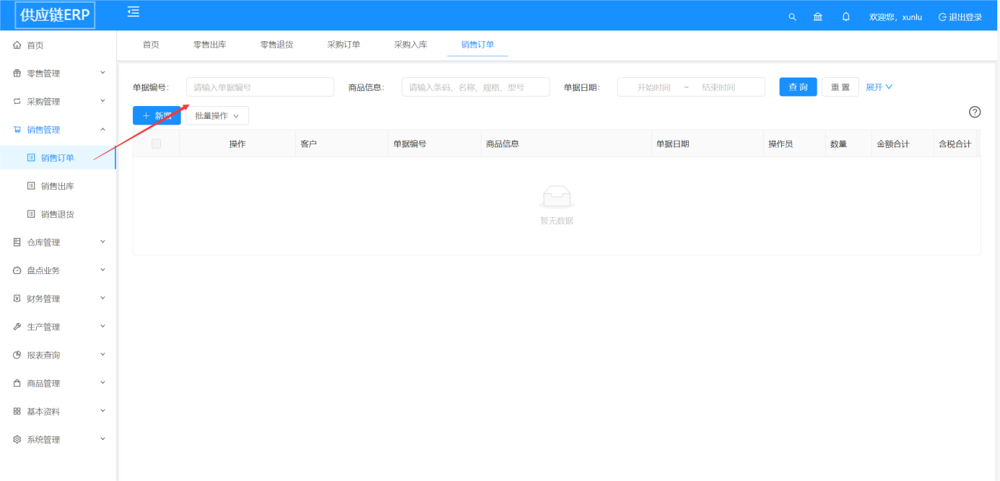 供应链ERP
欢迎您，xunlu 退出登录
首页 零售出库 零售退货 采购订单 采购入库 销售订单
首页
零售管理
采购管理
销售管理
销售订单
销售出库
销售退货
仓库管理
盘点业务
财务管理
生产管理
报表查询
商品管理
基本资料
系统管理
单据编号： 请输入单据编号 商品信息： 请输入条码、名称、规格、型号 单据日期： 开始时间 ~ 结束时间 查 询 重 置 展开
+ 新增 批量操作
操作 客户 单据编号 商品信息 单据日期 操作员 数量 金额合计 含税合计
暂无数据